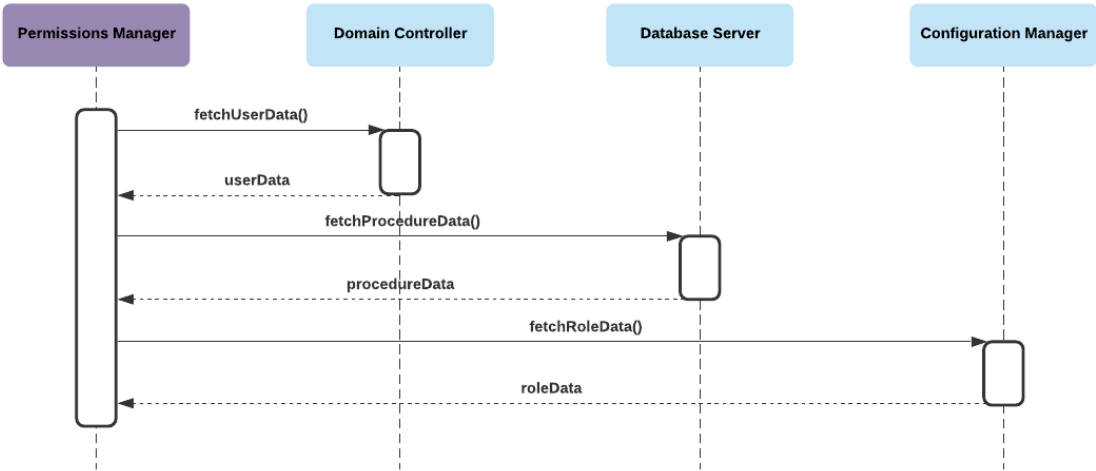 Permissions Manager
Domain Controller
Database Server
Configuration Manager
fetchUserData()
userData
fetchProcedureData()
procedureData
fetchRoleData()
roleData